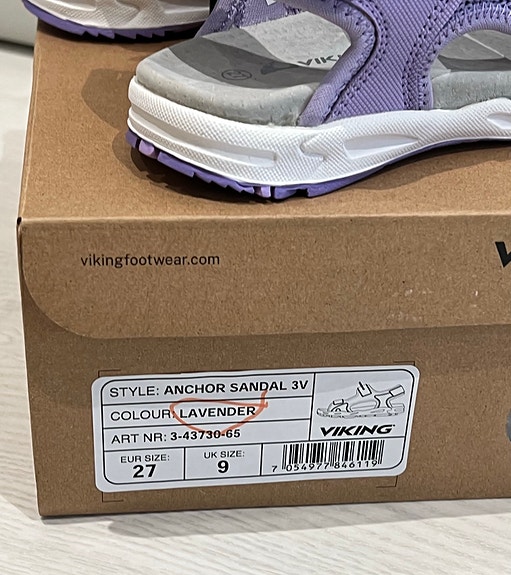 VIK
vikingfootwear.com
STYLE: ANCHOR SANDAL 3V
COLOUR: LAVENDER
ART NR: 3-43730-65
VIKING
EUR SIZE:
27
UK SIZE:
9
7 054977 846119